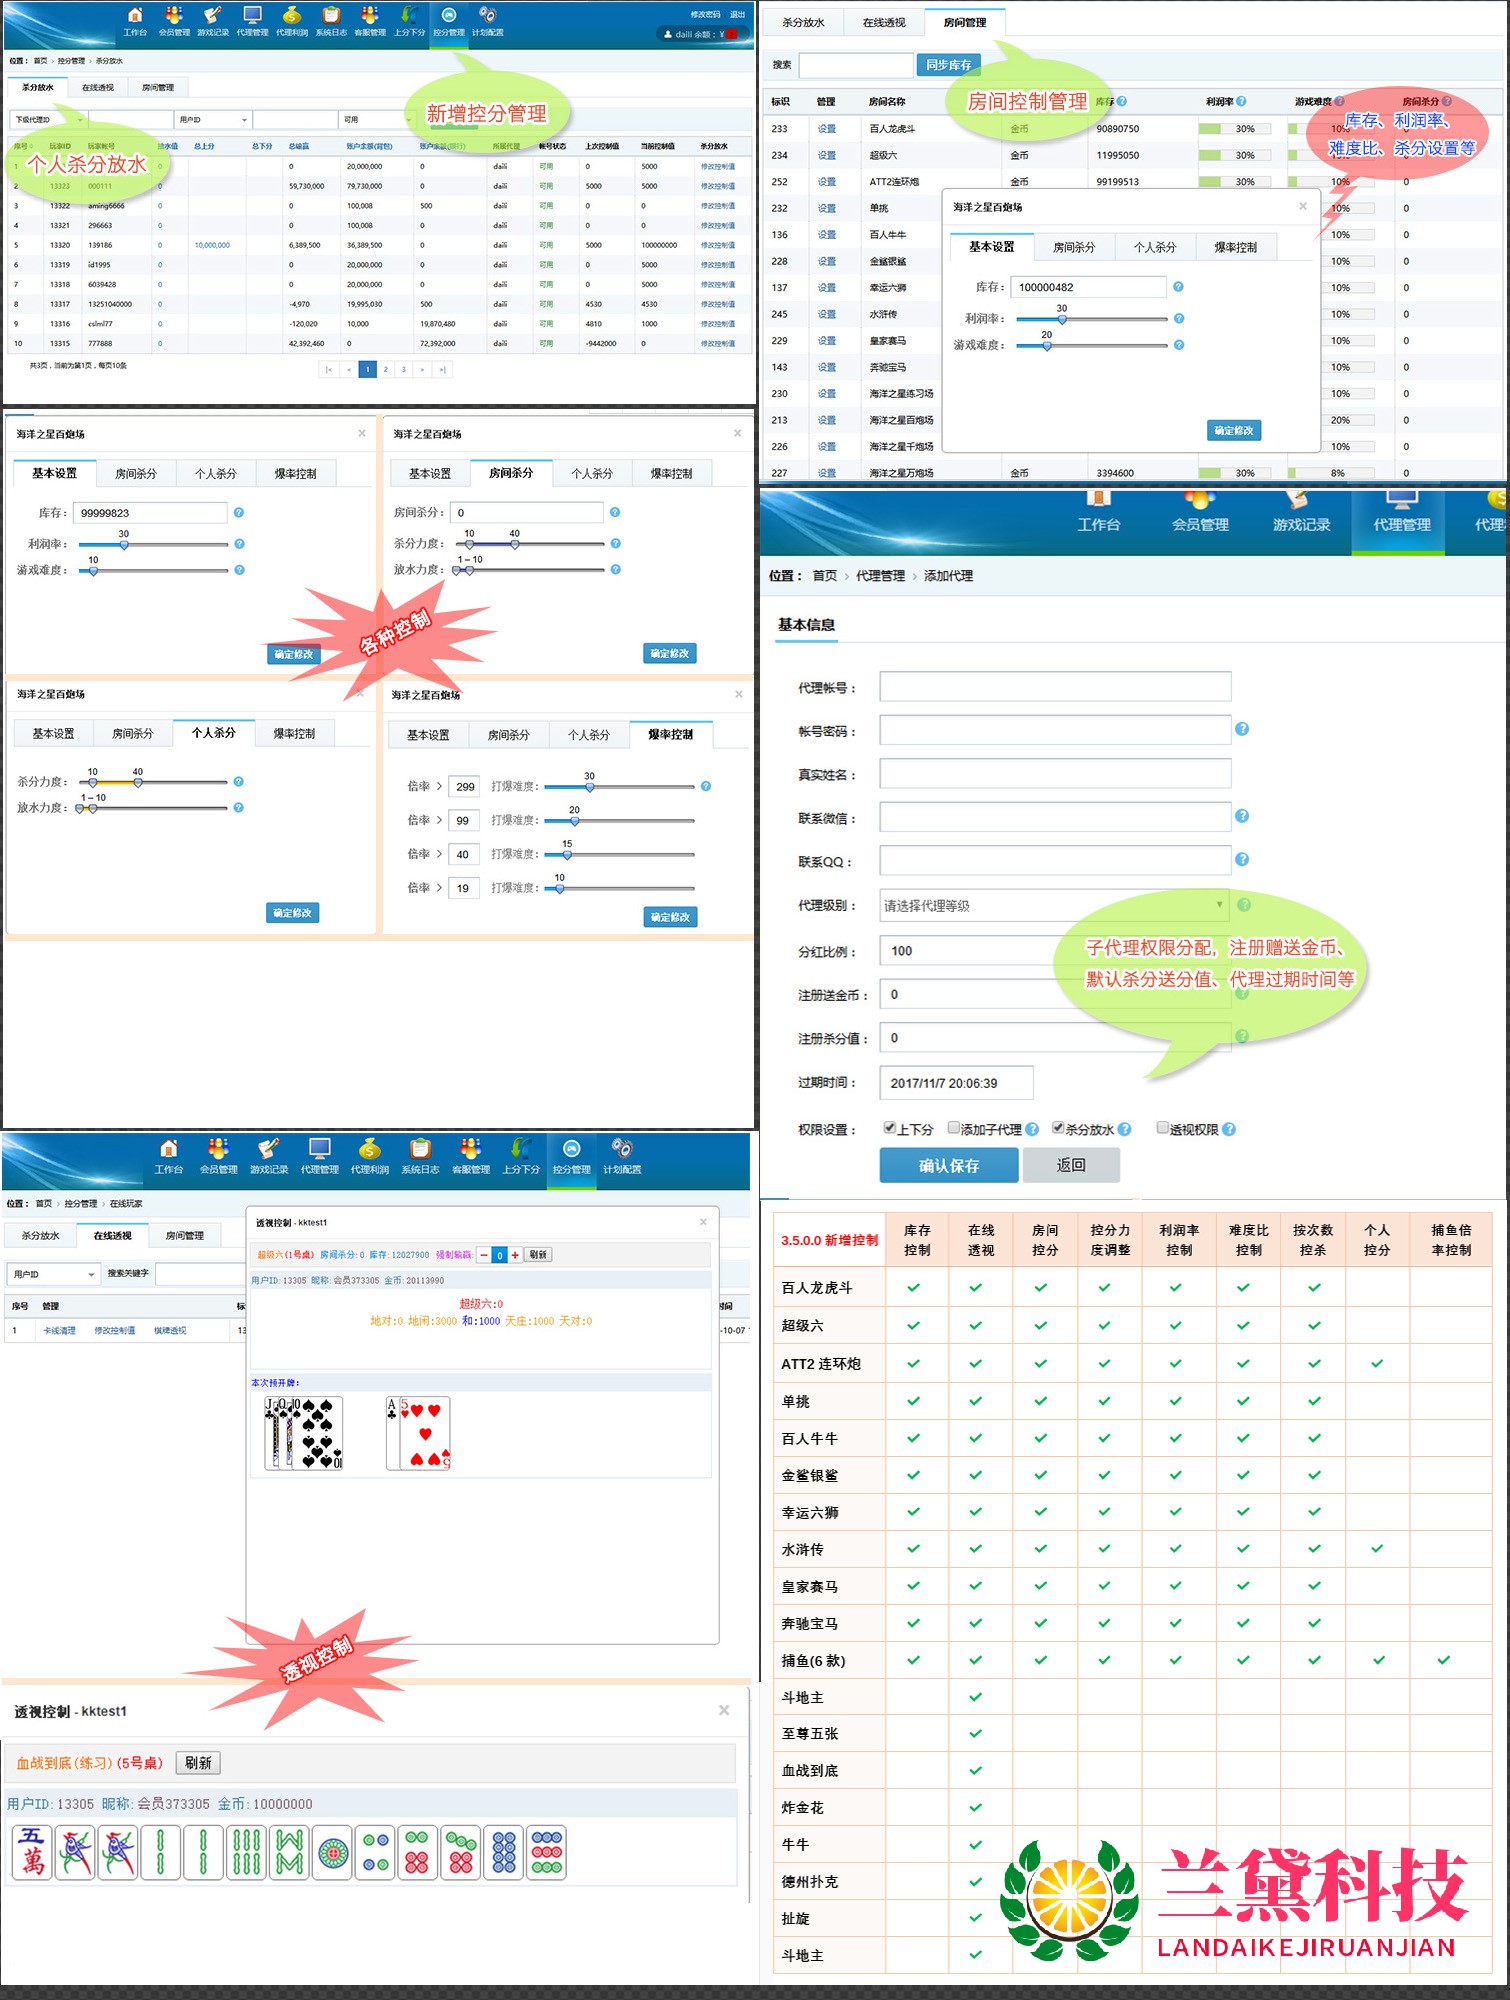 工作台 会员管理 游戏记录 代理管理 代理利润 系统日志 客服管理 上分下分 控分管理 计划配置
修改密码 退出
daili 余额：¥
位置： 首页 › 控分管理 › 杀分放水
杀分放水 在线透视 房间管理
新增控分管理
下级代理ID 用户ID 可用
个人杀分放水
序号 玩家ID 玩家帐号 放水值 总上分 总下分 总输赢 账户余额(背包) 账户余额(银行) 所属代理 帐号状态 上次控制值 当前控制值 杀分放水
1 0 0 20,000,000 0 daili 可用 0 5000 修改控制值
2 13323 000111 0 59,730,000 79,730,000 0 daili 可用 5000 5000 修改控制值
3 13322 aming6666 0 0 100,008 500 daili 可用 0 5000 修改控制值
4 13321 296663 0 0 100,008 0 daili 可用 0 5000 修改控制值
5 13320 139186 0 10,000,000 6,389,500 36,389,500 0 daili 可用 5000 100000000 修改控制值
6 13319 id1995 0 0 20,000,000 0 daili 可用 0 5000 修改控制值
7 13318 6039428 0 0 20,000,000 0 daili 可用 0 5000 修改控制值
8 13317 13251040000 0 -4,970 19,995,030 500 daili 可用 4530 4530 修改控制值
9 13316 cslml77 0 -120,020 10,000 19,870,480 daili 可用 4810 1000 修改控制值
10 13315 777888 0 42,392,460 0 72,392,000 daili 可用 -9442000 0 修改控制值
共3页，当前为第1页，每页10条
|< < 1 2 3 > >|
杀分放水 在线透视 房间管理
搜索 同步库存
房间控制管理
标识 管理 房间名称 库存 利润率 游戏难度 房间杀分
库存、利润率、
难度比、杀分设置等
233 设置 百人龙虎斗 金币 90890750 30% 10%
234 设置 超级六 11995050 30%
252 设置 ATT2连环炮 金币 99199513 30% 10% 0
232 设置 单挑 10% 0
136 设置 百人牛牛 10% 0
228 设置 金鲨银鲨 10% 0
137 设置 幸运六狮 10% 0
245 设置 水浒传 10% 0
229 设置 皇家赛马 10% 0
143 设置 奔驰宝马 10% 0
230 设置 海洋之星练习场 10% 0
213 设置 海洋之星百炮场 20% 0
226 设置 海洋之星千炮场 10% 0
227 设置 海洋之星万炮场 金币 3394600 30% 8% 0
海洋之星百炮场 ×
基本设置 房间杀分 个人杀分 爆率控制
库存： 100000482
利润率： 30
游戏难度： 20
确定修改
海洋之星百炮场 ×
基本设置 房间杀分 个人杀分 爆率控制
库存： 99999823
利润率： 30
游戏难度： 10
确定修改
海洋之星百炮场 ×
基本设置 房间杀分 个人杀分 爆率控制
房间杀分： 0
杀分力度： 10 40
放水力度： 1 – 10
确定修改
各种控制
海洋之星百炮场 ×
基本设置 房间杀分 个人杀分 爆率控制
杀分力度： 10 40
放水力度： 1 – 10
确定修改
海洋之星百炮场 ×
基本设置 房间杀分 个人杀分 爆率控制
倍率 > 299 打爆难度： 30
倍率 > 99 打爆难度： 20
倍率 > 40 打爆难度： 15
倍率 > 19 打爆难度： 10
确定修改
工作台 会员管理 游戏记录 代理管理 代理
位置： 首页 › 代理管理 › 添加代理
基本信息
代理帐号：
帐号密码：
真实姓名：
联系微信：
联系QQ：
代理级别： 请选择代理等级
分红比例： 100
注册送金币： 0
注册杀分值： 0
子代理权限分配，注册赠送金币、
默认杀分送分值、代理过期时间等
过期时间： 2017/11/7 20:06:39
权限设置： 上下分 添加子代理 杀分放水 透视权限
确认保存 返回
工作台 会员管理 游戏记录 代理管理 代理利润 系统日志 客服管理 上分下分 控分管理 计划配置
位置： 首页 › 控分管理 › 在线玩家
杀分放水 在线透视 房间管理
用户ID 搜索关键字
序号 管理 标 时间
1 卡线清理 修改控制值 棋牌透视 13 -10-07
透视控制 - kktest1 ×
超级六(1号桌) 房间杀分:0 库存:12027900 强制输赢: − 0 + 刷新
用户ID:13305 昵称:会员373305 金币:20113990
超级六:0
地对:0 地闲:3000 和:1000 天庄:1000 天对:0
本次预开牌:
J Q 10 10
A 5 5
透视控制
透视控制 - kktest1 ×
血战到底(练习)(5号桌) 刷新
用户ID:13305 昵称:会员373305 金币:10000000
五萬
3.5.0.0 新增控制 库存控制 在线透视 房间控分 控分力度调整 利润率控制 难度比控制 按次数控杀 个人控分 捕鱼倍率控制
百人龙虎斗 ✓ ✓ ✓ ✓ ✓ ✓ ✓
超级六 ✓ ✓ ✓ ✓ ✓ ✓ ✓
ATT2 连环炮 ✓ ✓ ✓ ✓ ✓ ✓ ✓ ✓
单挑 ✓ ✓ ✓ ✓ ✓ ✓ ✓
百人牛牛 ✓ ✓ ✓ ✓ ✓ ✓ ✓
金鲨银鲨 ✓ ✓ ✓ ✓ ✓ ✓ ✓
幸运六狮 ✓ ✓ ✓ ✓ ✓ ✓ ✓
水浒传 ✓ ✓ ✓ ✓ ✓ ✓ ✓ ✓
皇家赛马 ✓ ✓ ✓ ✓ ✓ ✓ ✓
奔驰宝马 ✓ ✓ ✓ ✓ ✓ ✓ ✓
捕鱼(6 款) ✓ ✓ ✓ ✓ ✓ ✓ ✓ ✓ ✓
斗地主 ✓
至尊五张 ✓
血战到底 ✓
炸金花 ✓
牛牛 ✓
德州扑克 ✓
扯旋 ✓
斗地主 ✓
兰黛科技
LANDAIKEJIRUANJIAN